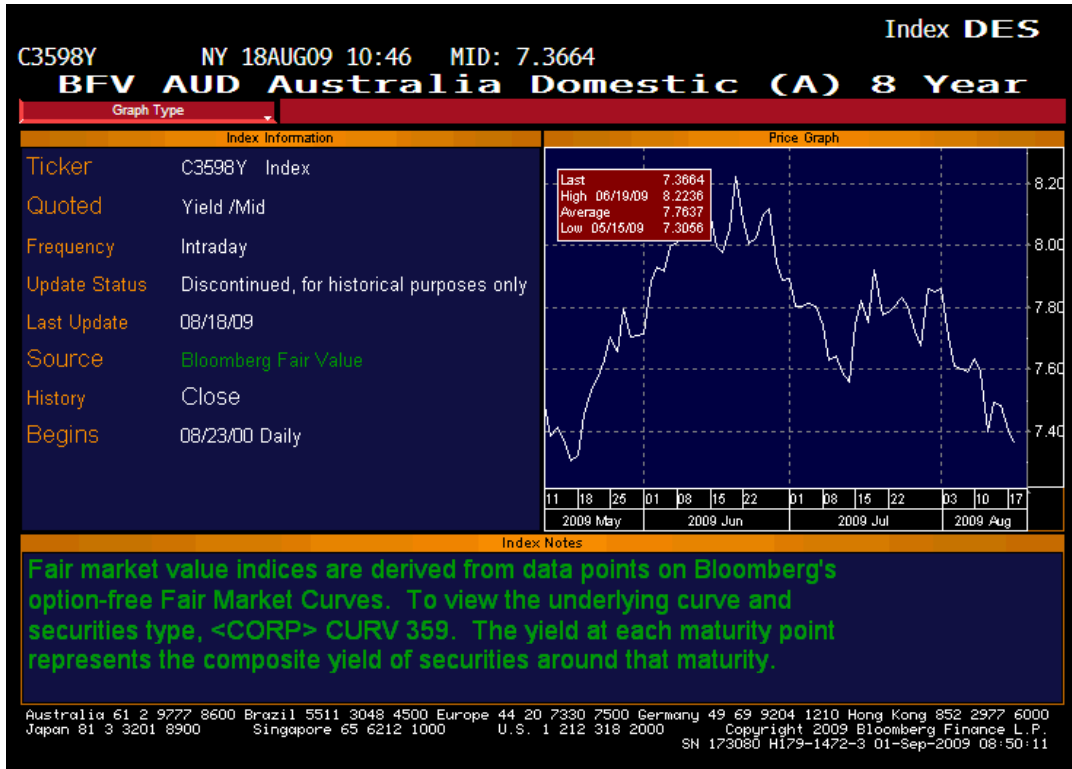 Index DES
C3598Y NY 18AUG09 10:46 MID: 7.3664
BFV AUD Australia Domestic (A) 8 Year
Graph Type
Index Information
Ticker C3598Y Index
Quoted Yield /Mid
Frequency Intraday
Update Status Discontinued, for historical purposes only
Last Update 08/18/09
Source Bloomberg Fair Value
History Close
Begins 08/23/00 Daily
Price Graph
Last 7.3664
High 06/19/09 8.2236
Average 7.7637
Low 05/15/09 7.3056
8.20
8.00
7.80
7.60
7.40
11 18 25 01 08 15 22 01 08 15 22 03 10 17
2009 May 2009 Jun 2009 Jul 2009 Aug
Index Notes
Fair market value indices are derived from data points on Bloomberg's
option-free Fair Market Curves. To view the underlying curve and
securities type, <CORP> CURV 359. The yield at each maturity point
represents the composite yield of securities around that maturity.
Australia 61 2 9777 8600 Brazil 5511 3048 4500 Europe 44 20 7330 7500 Germany 49 69 9204 1210 Hong Kong 852 2977 6000
Japan 81 3 3201 8900 Singapore 65 6212 1000 U.S. 1 212 318 2000 Copyright 2009 Bloomberg Finance L.P.
SN 173080 H179-1472-3 01-Sep-2009 08:50:11